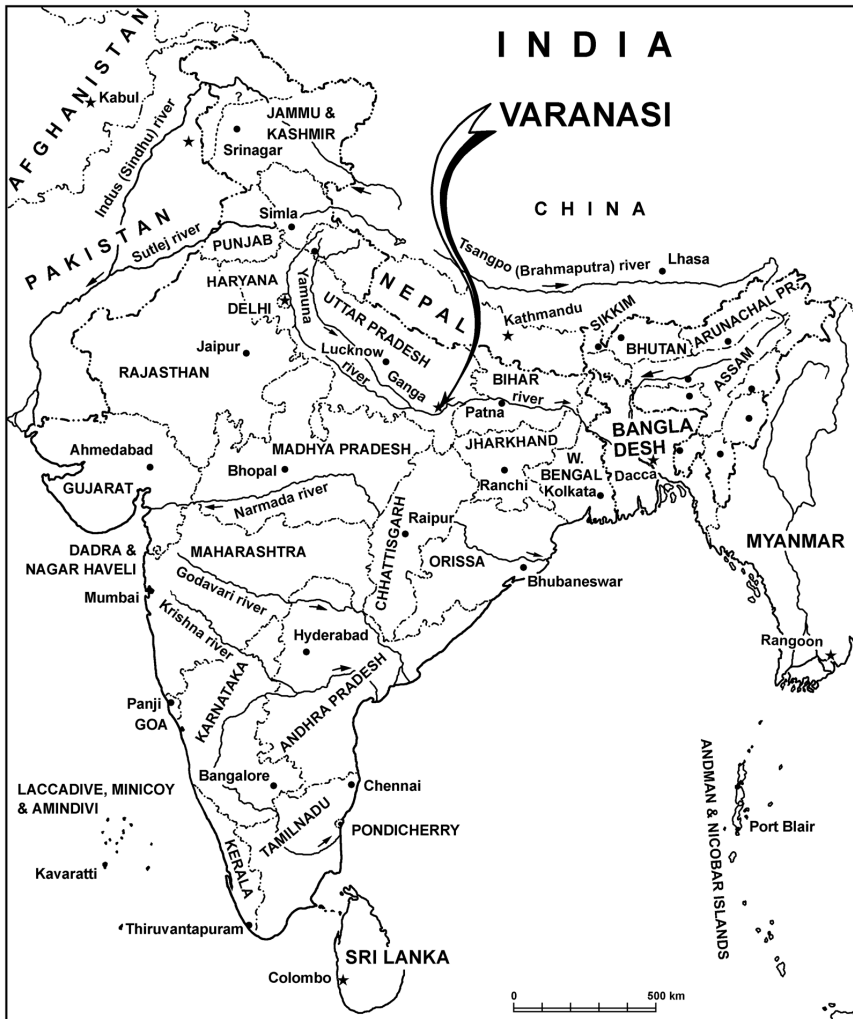 INDIA
VARANASI
AFGHANISTAN
Kabul
Indus (Sindhu) river
?
JAMMU &
KASHMIR
Srinagar
CHINA
PAKISTAN
Sutlej river
Simla
PUNJAB
Tsangpo (Brahmaputra) river
Lhasa
HARYANA
DELHI
Yamuna
river
NEPAL
Kathmandu
UTTAR PRADESH
Lucknow
Ganga
river
SIKKIM
BHUTAN
ARUNACHAL PR.
ASSAM
Jaipur
RAJASTHAN
BIHAR
Patna
BANGLA
DESH
Dacca
JHARKHAND
Ranchi
W.
BENGAL
Kolkata
Ahmedabad
GUJARAT
MADHYA PRADESH
Bhopal
Narmada river
CHHATTISGARH
Raipur
MYANMAR
DADRA &
NAGAR HAVELI
MAHARASHTRA
ORISSA
Bhubaneswar
Mumbai
Godavari river
Krishna river
Hyderabad
Rangoon
KARNATAKA
ANDHRA PRADESH
Panji
GOA
Bangalore
Chennai
LACCADIVE, MINICOY
& AMINDIVI
Kavaratti
TAMILNADU
PONDICHERRY
KERALA
ANDMAN & NICOBAR ISLANDS
Port Blair
Thiruvantapuram
SRI LANKA
Colombo
0 500 km